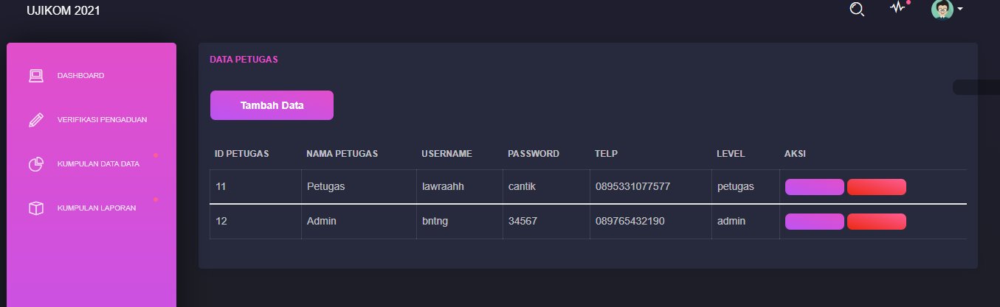 UJIKOM 2021
DASHBOARD
VERIFIKASI PENGADUAN
KUMPULAN DATA DATA
KUMPULAN LAPORAN
DATA PETUGAS
Tambah Data
ID PETUGAS NAMA PETUGAS USERNAME PASSWORD TELP LEVEL AKSI
11 Petugas lawraahh cantik 0895331077577 petugas
12 Admin bntng 34567 089765432190 admin